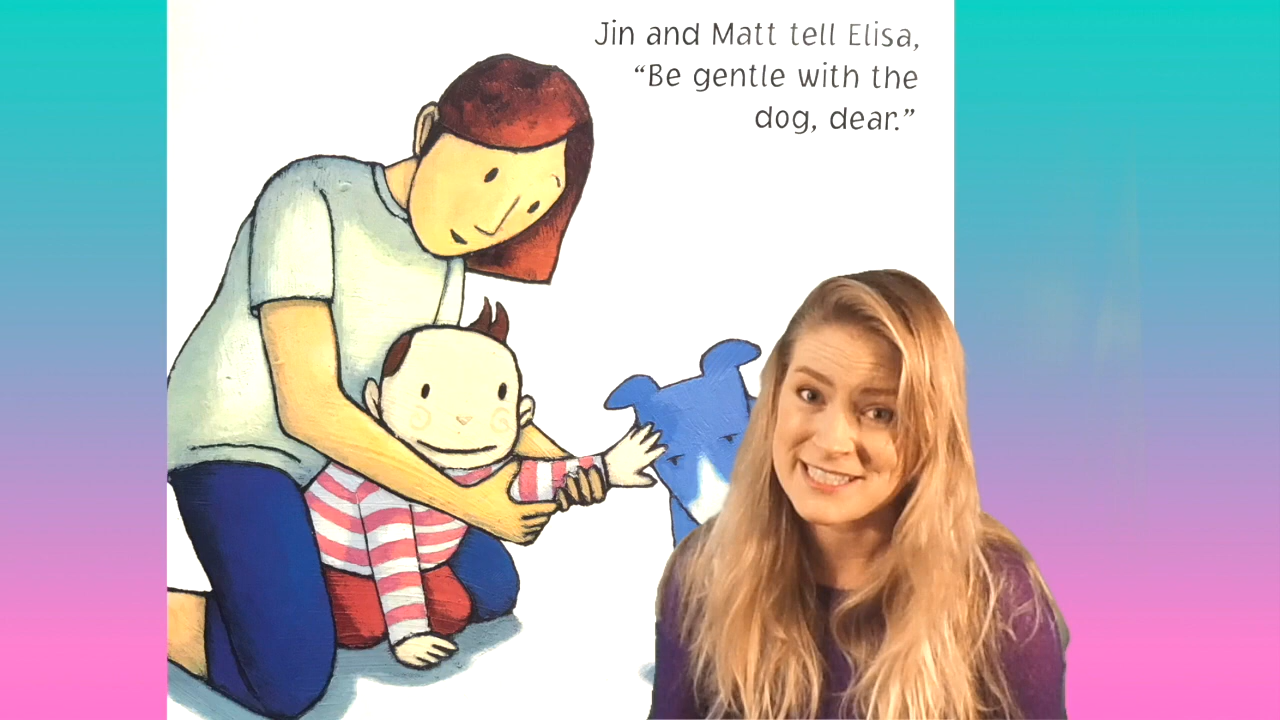 Jin and Matt tell Elisa,
“Be gentle with the
dog, dear.”